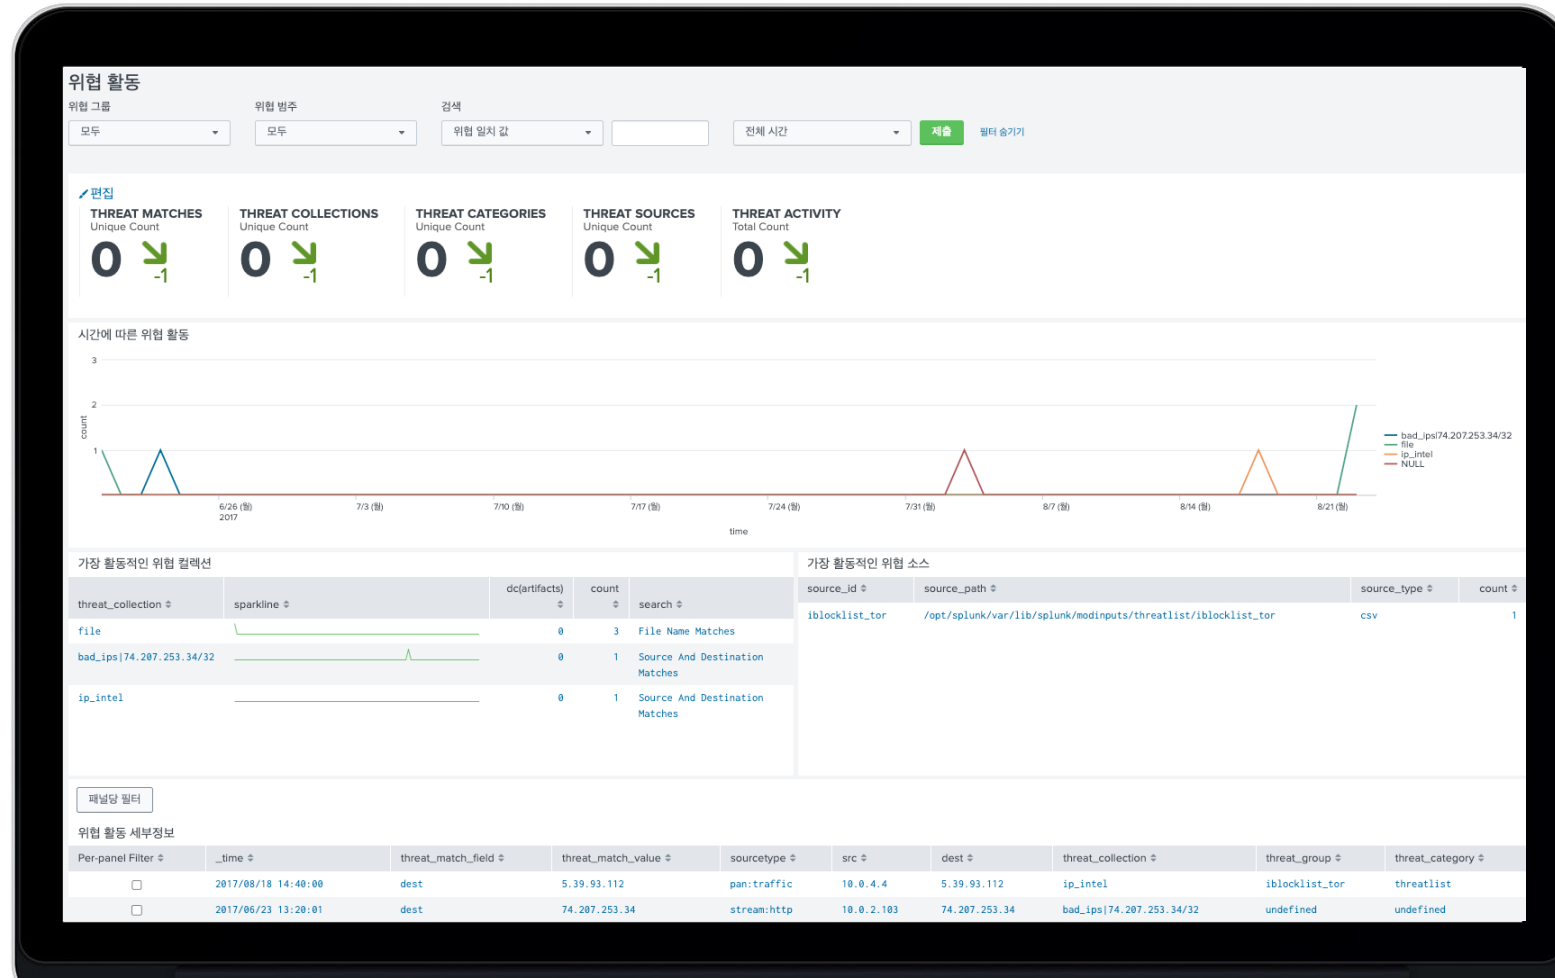 위협 활동
위협 그룹 위협 범주 검색
모두 모두 위협 일치 값 전체 시간 제출 필터 숨기기
편집
THREAT MATCHES THREAT COLLECTIONS THREAT CATEGORIES THREAT SOURCES THREAT ACTIVITY
Unique Count Unique Count Unique Count Unique Count Total Count
0 -1 0 -1 0 -1 0 -1 0 -1
시간에 따른 위협 활동
3
2
1
count
bad_ips|74.207.253.34/32
file
ip_intel
NULL
6/26 (월) 7/3 (월) 7/10 (월) 7/17 (월) 7/24 (월) 7/31 (월) 8/7 (월) 8/14 (월) 8/21 (월)
2017
time
가장 활동적인 위협 컬렉션
threat_collection sparkline dc(artifacts) count search
file 0 3 File Name Matches
bad_ips|74.207.253.34/32 0 1 Source And Destination
Matches
ip_intel 0 1 Source And Destination
Matches
가장 활동적인 위협 소스
source_id source_path source_type count
iblocklist_tor /opt/splunk/var/lib/splunk/modinputs/threatlist/iblocklist_tor csv 1
패널당 필터
위협 활동 세부정보
Per-panel Filter _time threat_match_field threat_match_value sourcetype src dest threat_collection threat_group threat_category
2017/08/18 14:40:00 dest 5.39.93.112 pan:traffic 10.0.4.4 5.39.93.112 ip_intel iblocklist_tor threatlist
2017/06/23 13:20:01 dest 74.207.253.34 stream:http 10.0.2.103 74.207.253.34 bad_ips|74.207.253.34/32 undefined undefined